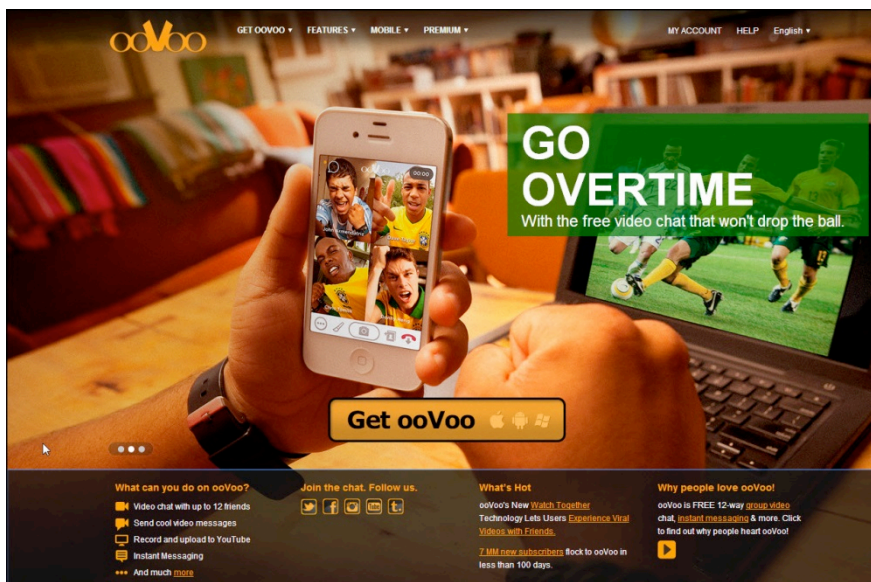 ooVoo
GET OOVOO ▾ FEATURES ▾ MOBILE ▾ PREMIUM ▾
MY ACCOUNT HELP English ▾
GO
OVERTIME
With the free video chat that won't drop the ball.
Get ooVoo
What can you do on ooVoo?
Video chat with up to 12 friends
Send cool video messages
Record and upload to YouTube
Instant Messaging
And much more
Join the chat. Follow us.
What's Hot
ooVoo's New Watch Together
Technology Lets Users Experience Viral
Videos with Friends.
7 MM new subscribers flock to ooVoo in
less than 100 days.
Why people love ooVoo!
ooVoo is FREE 12-way group video
chat, instant messaging & more. Click
to find out why people heart ooVoo!